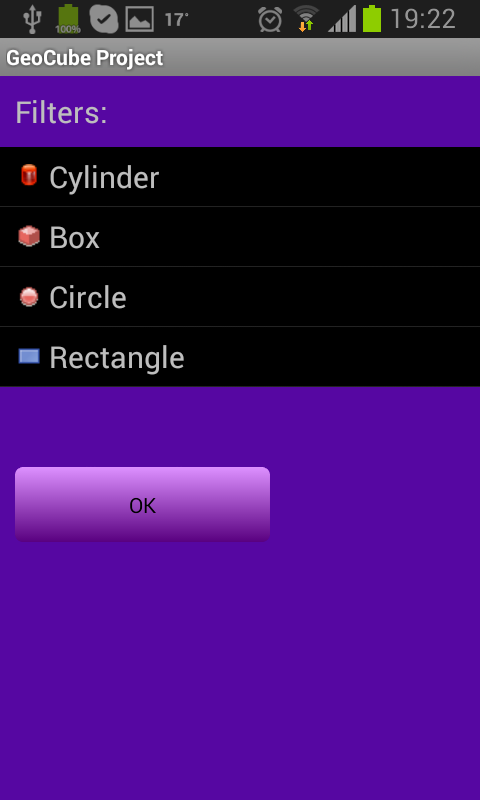 100%
17°
19:22
GeoCube Project
Filters:
Cylinder
Box
Circle
Rectangle
OK